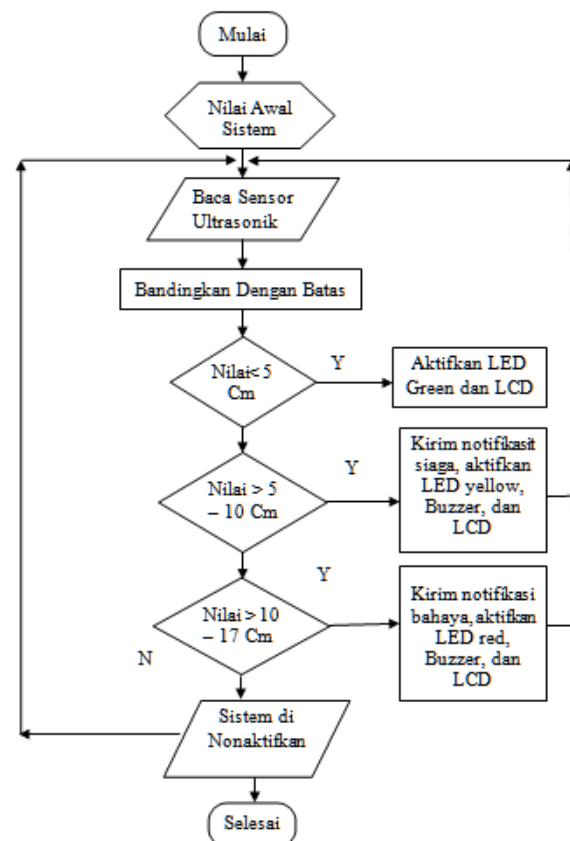 Mulai
Nilai Awal
Sistem
Baca Sensor
Ultrasonik
Bandingkan Dengan Batas
Nilai< 5
Cm
Y
Aktifkan LED
Green dan LCD
Nilai > 5
– 10 Cm
Y
Kirim notifikasit
siaga, aktifkan
LED yellow,
Buzzer, dan
LCD
Nilai > 10
– 17 Cm
Y
Kirim notifikasi
bahaya, aktifkan
LED red,
Buzzer, dan
LCD
N
Sistem di
Nonaktifkan
Selesai